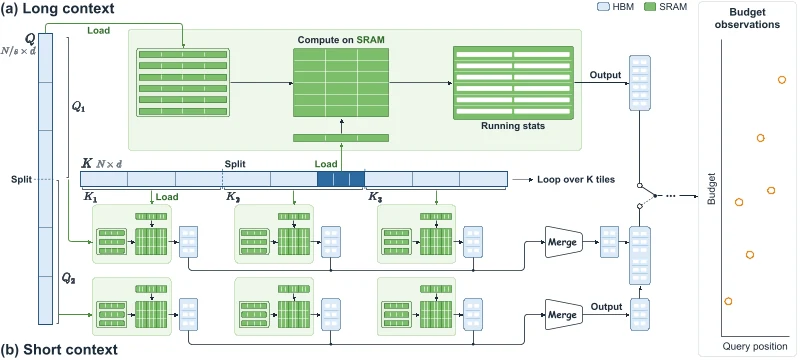 (a) Long context
HBM
SRAM
Budget
observations
Q
N/s × d
Load
Compute on SRAM
Q1
Output
Running stats
K N × d
Split
Load
Loop over K tiles
Split
K1
Load
K2
K3
Merge
Q2
Merge
Output
Budget
Query position
(b) Short context